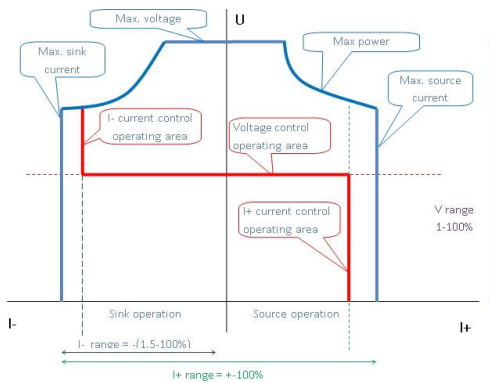 Max. voltage
U
Max. sink
current
Max power
Max. source
current
I- current control
operating area
Voltage control
operating area
I+ current control
operating area
V range
1-100%
Sink operation
Source operation
I-
I+
I- range = -(1.5-100%)
I+ range = +-100%